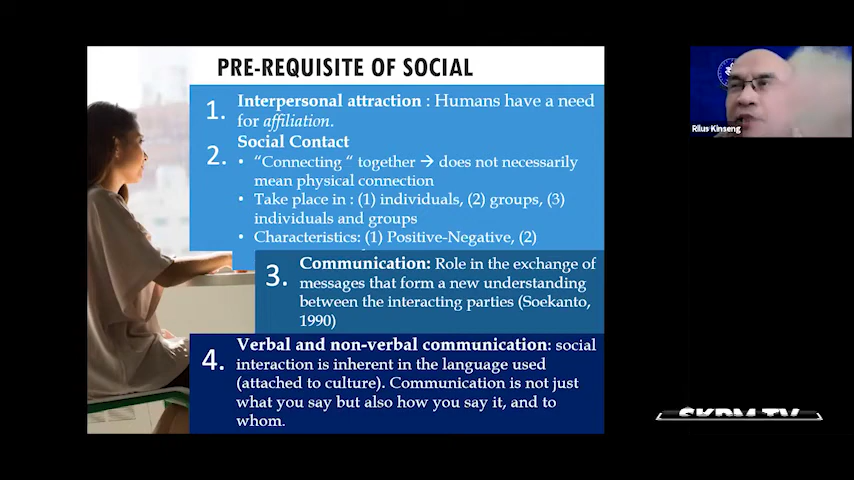 PRE-REQUISITE OF SOCIAL
1. Interpersonal attraction : Humans have a need
for affiliation.
2. Social Contact
• “Connecting “ together → does not necessarily
mean physical connection
• Take place in : (1) individuals, (2) groups, (3)
individuals and groups
• Characteristics: (1) Positive-Negative, (2)
3. Communication: Role in the exchange of
messages that form a new understanding
between the interacting parties (Soekanto,
1990)
4. Verbal and non-verbal communication: social
interaction is inherent in the language used
(attached to culture). Communication is not just
what you say but also how you say it, and to
whom.
Rilus Kinseng
SKPM TV